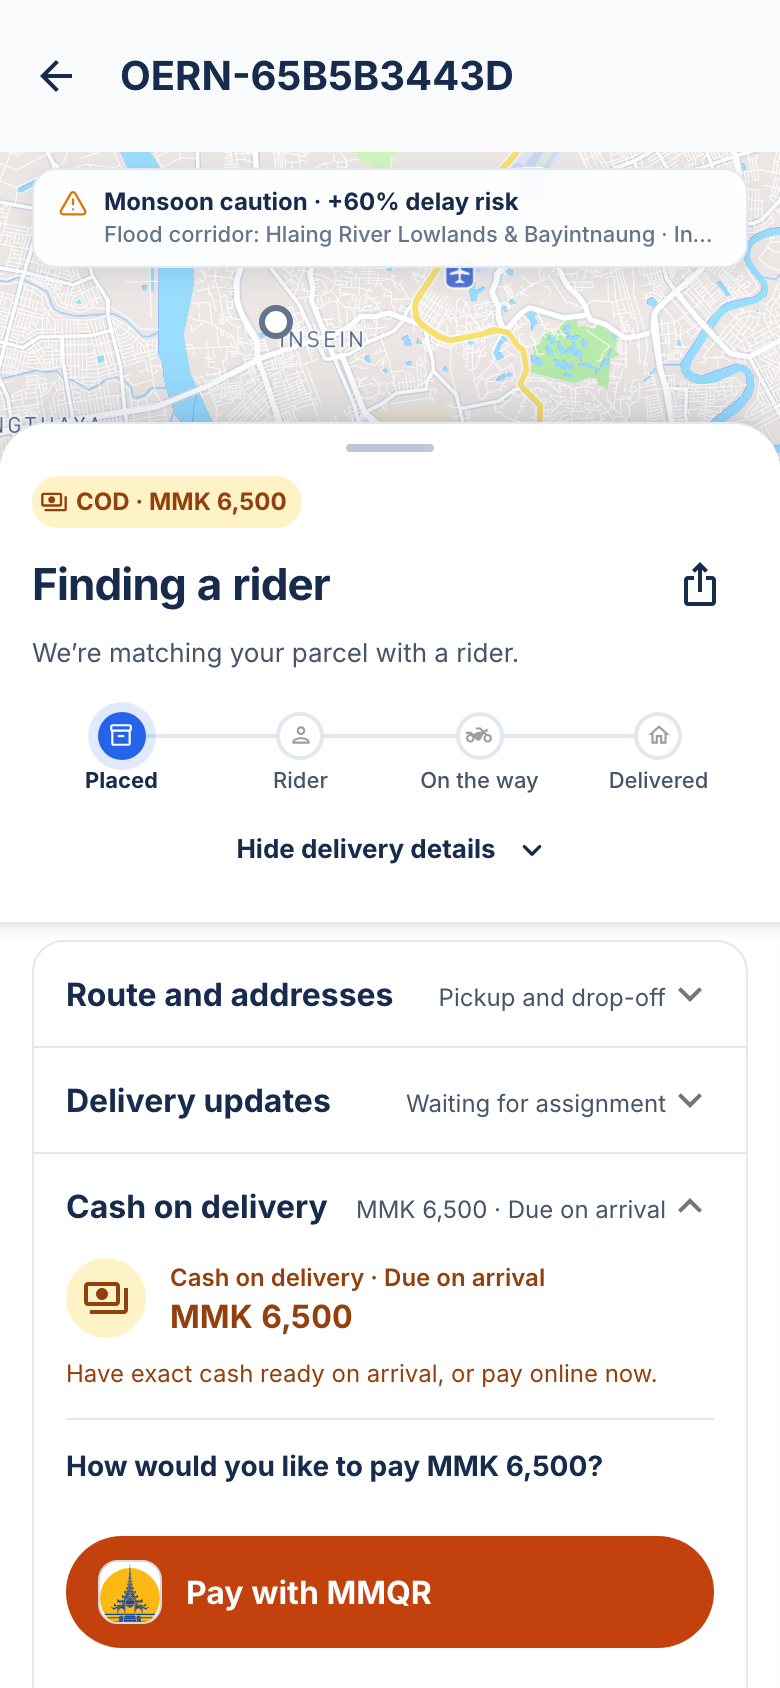 OERN-65B5B3443D
Monsoon caution · +60% delay risk
Flood corridor: Hlaing River Lowlands & Bayintnaung · In...
INSEIN
NGTHAYA
COD · MMK 6,500
Finding a rider
We’re matching your parcel with a rider.
Placed
Rider
On the way
Delivered
Hide delivery details
Route and addresses
Pickup and drop-off
Delivery updates
Waiting for assignment
Cash on delivery
MMK 6,500 · Due on arrival
Cash on delivery · Due on arrival
MMK 6,500
Have exact cash ready on arrival, or pay online now.
How would you like to pay MMK 6,500?
Pay with MMQR